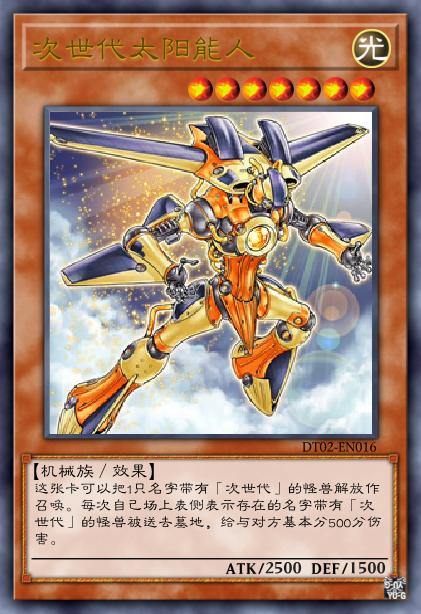 次世代太阳能人
光
DT02-EN016
【机械族／效果】
这张卡可以把1只名字带有「次世代」的怪兽解放作
召唤。每次自己场上表侧表示存在的名字带有「次
世代」的怪兽被送去墓地，给与对方基本分500分伤
害。
ATK/2500 DEF/1500